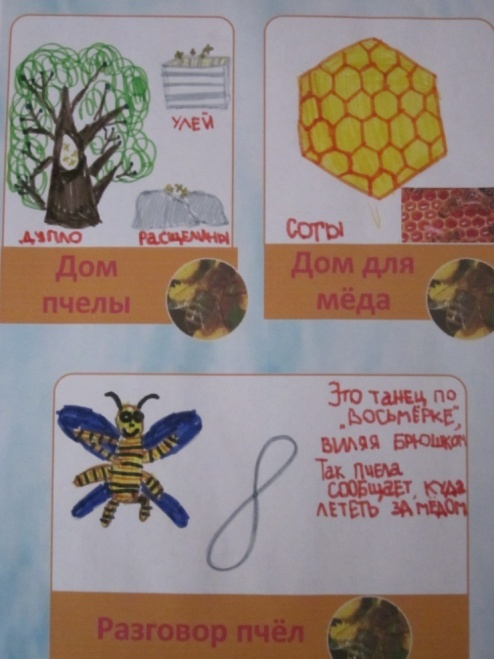 УЛЕЙ
ДУПЛО
РАСЩЕЛИНЫ
Дом
пчелы
СОТЫ
Дом для
мёда
Это танец по
„ВОСЬМЁРКЕ",
виляя брюшком
Так пчела
сообщает, куда
лететь за мёдом
Разговор пчёл